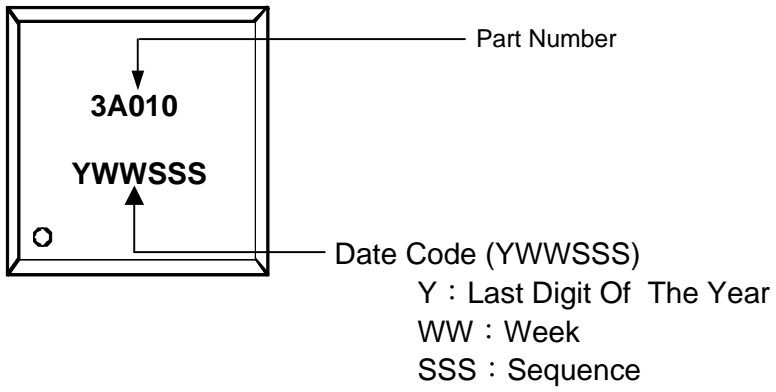 Part Number
3A010
YWWSSS
Date Code (YWWSSS)
Y：Last Digit Of The Year
WW：Week
SSS：Sequence